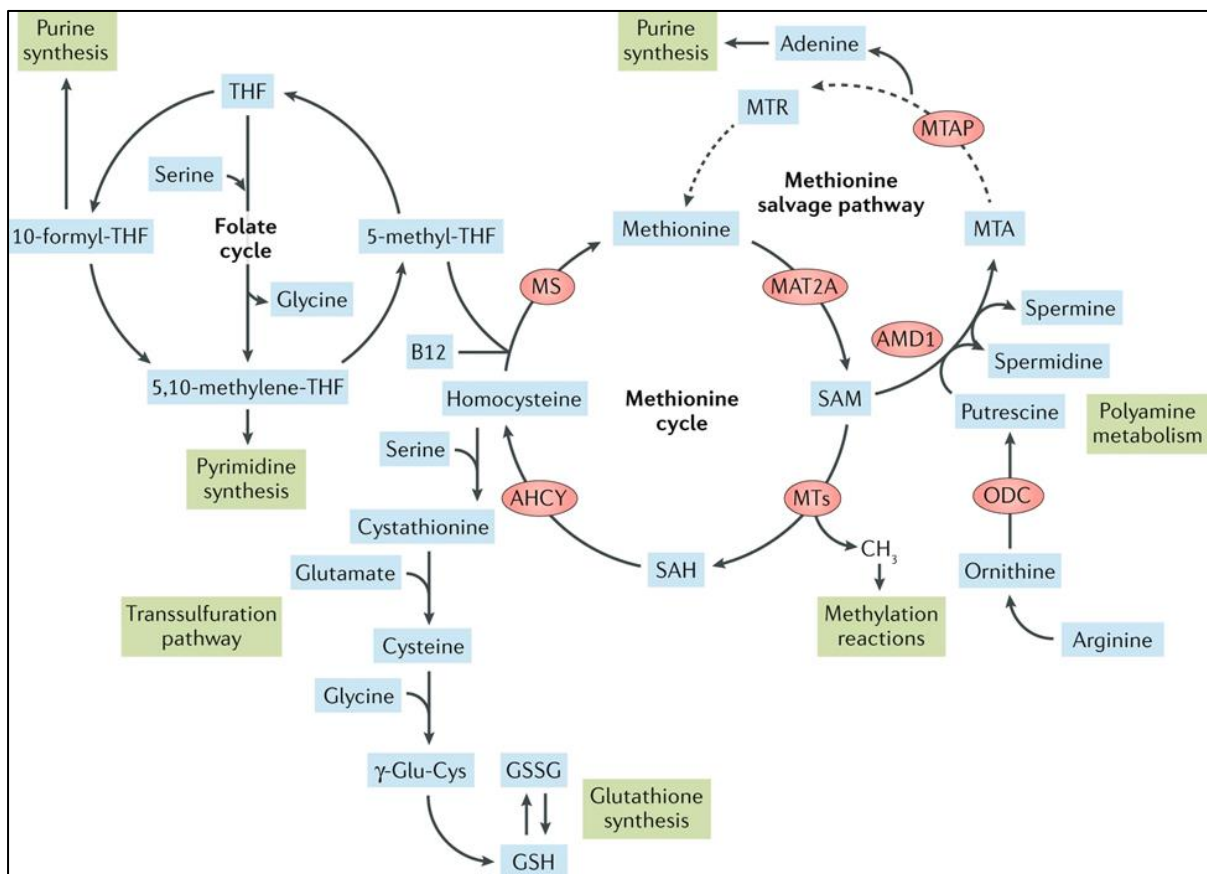 Purine
synthesis
THF
Serine
10-formyl-THF
Folate
cycle
5-methyl-THF
Glycine
5,10-methylene-THF
Pyrimidine
synthesis
Purine
synthesis
Adenine
MTR
MTAP
Methionine
salvage pathway
Methionine
MTA
MS
MAT2A
B12
AMD1
Spermine
Spermidine
Homocysteine
Methionine
cycle
SAM
Putrescine
Polyamine
metabolism
Serine
AHCY
MTs
ODC
Cystathionine
CH₃
SAH
Ornithine
Glutamate
Transsulfuration
pathway
Methylation
reactions
Arginine
Cysteine
Glycine
γ-Glu-Cys
GSSG
Glutathione
synthesis
GSH